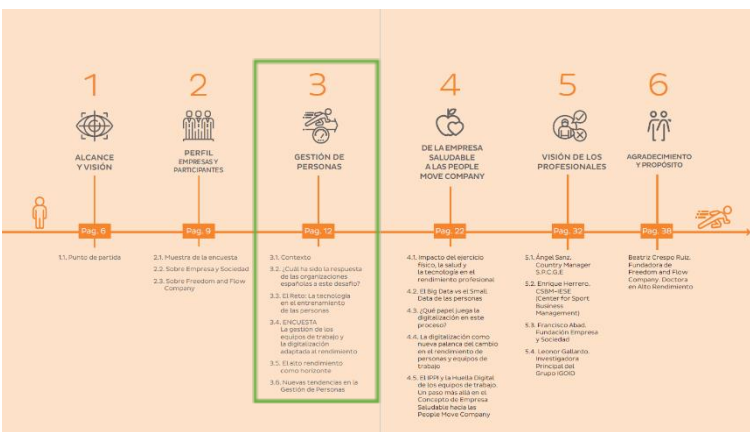 1
ALCANCE
Y VISIÓN
Pag. 6
1.1. Punto de partida
2
PERFIL
EMPRESAS Y
PARTICIPANTES
Pag. 9
2.1. Muestra de la encuesta
2.2. Sobre Empresa y Sociedad
2.3. Sobre Freedom and Flow
Company
3
GESTIÓN DE
PERSONAS
Pag. 12
3.1. Contexto
3.2. ¿Cuál ha sido la respuesta
de las organizaciones
españolas a este desafío?
3.3. El Reto: La tecnología
en el entrenamiento
de las personas
3.4. ENCUESTA
La gestión de los
equipos de trabajo y
la digitalización
adaptada al rendimiento
3.5. El alto rendimiento
como horizonte
3.6. Nuevas tendencias en la
Gestión de Personas
4
DE LA EMPRESA
SALUDABLE
A LAS PEOPLE
MOVE COMPANY
Pag. 22
4.1. Impacto del ejercicio
físico, la salud y
la tecnología en el
rendimiento profesional
4.2. El Big Data vs el Small
Data de las personas
4.3. ¿Qué papel juega la
digitalización en este
proceso?
4.4. La digitalización como
nueva palanca del cambio
en el rendimiento de
personas y equipos de
trabajo
4.5. El IPPI y la Huella Digital
de los equipos de trabajo.
Un paso más allá en el
Concepto de Empresa
Saludable hacia las
People Move Company
5
VISIÓN DE LOS
PROFESIONALES
Pag. 32
5.1. Ángel Sanz.
Country Manager
S.P.C.G.E
5.2. Enrique Herrero.
CSBM-IESE
(Center for Sport
Business
Management)
5.3. Francisco Abad.
Fundación Empresa
y Sociedad
5.4. Leonor Gallardo.
Investigadora
Principal del
Grupo IGOID
6
AGRADECIMIENTO
Y PROPÓSITO
Pag. 38
Beatriz Crespo Ruiz.
Fundadora de
Freedom and Flow
Company. Doctora
en Alto Rendimiento